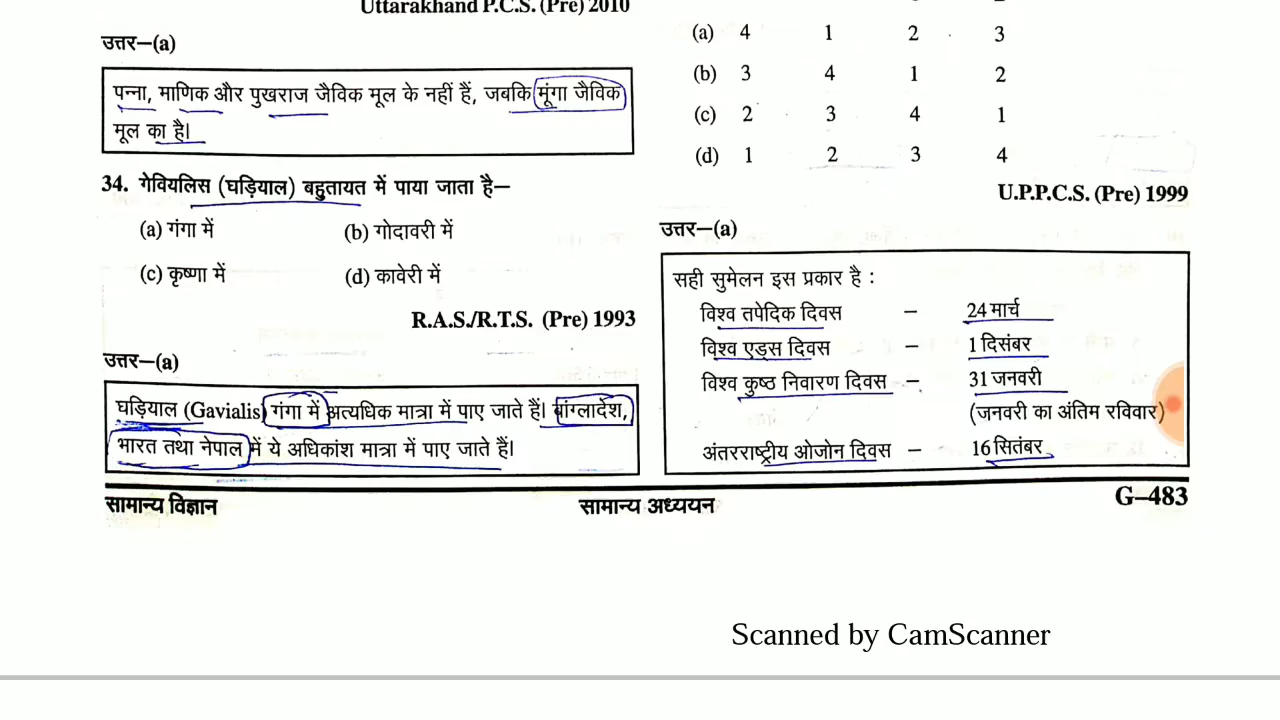 Uttarakhand P.C.S. (Pre) 2010
उत्तर–(a)
पन्ना, माणिक और पुखराज जैविक मूल के नहीं हैं, जबकि मूंगा जैविक
मूल का है।
34. गेवियलिस (घड़ियाल) बहुतायत में पाया जाता है–
(a) गंगा में (b) गोदावरी में
(c) कृष्णा में (d) कावेरी में
R.A.S./R.T.S. (Pre) 1993
उत्तर–(a)
घड़ियाल (Gavialis) गंगा में अत्यधिक मात्रा में पाए जाते हैं। बांग्लादेश,
भारत तथा नेपाल में ये अधिकांश मात्रा में पाए जाते हैं।
(a) 4 1 2 3
(b) 3 4 1 2
(c) 2 3 4 1
(d) 1 2 3 4
U.P.P.C.S. (Pre) 1999
उत्तर–(a)
सही सुमेलन इस प्रकार है :
विश्व तपेदिक दिवस – 24 मार्च
विश्व एड्स दिवस – 1 दिसंबर
विश्व कुष्ठ निवारण दिवस – 31 जनवरी
(जनवरी का अंतिम रविवार)
अंतरराष्ट्रीय ओजोन दिवस – 16 सितंबर
सामान्य विज्ञान सामान्य अध्ययन G–483
Scanned by CamScanner